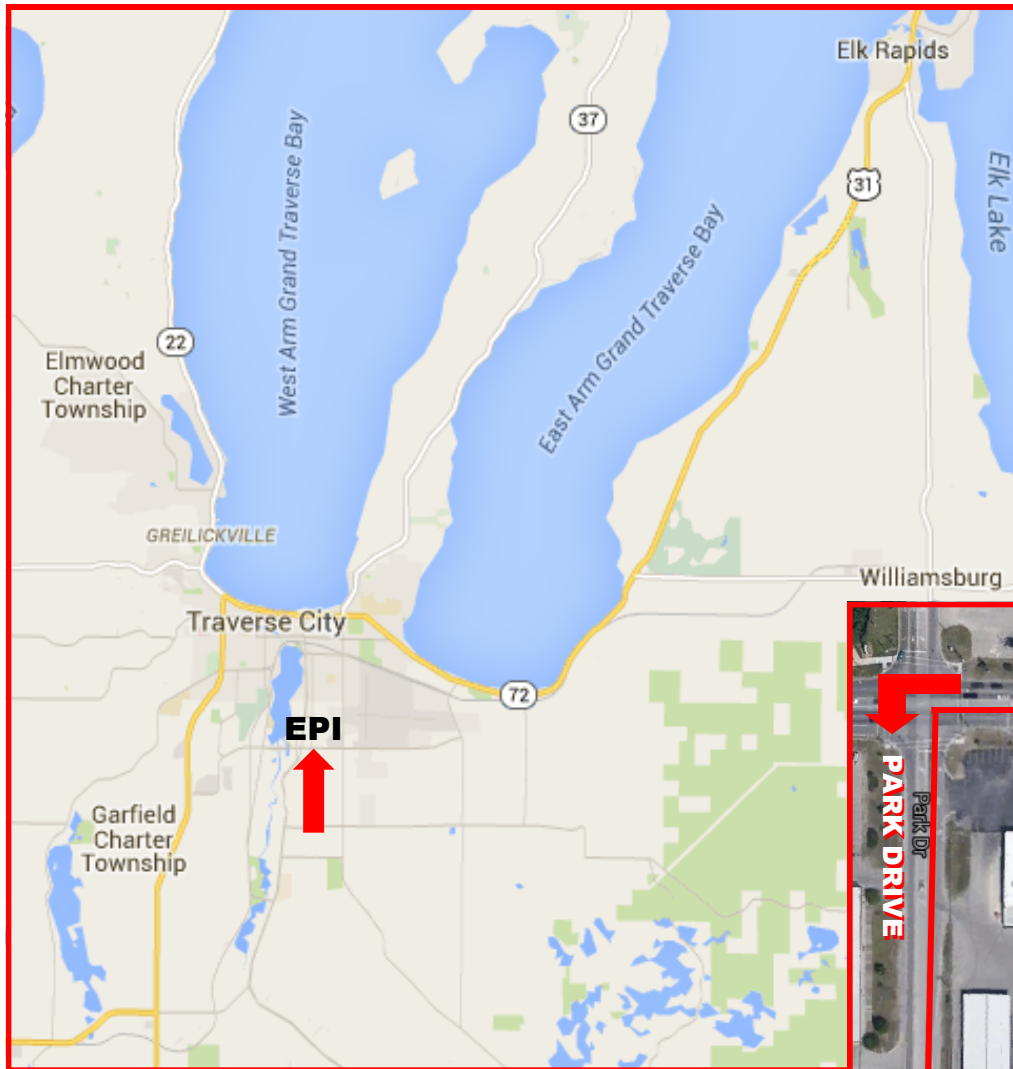 Elk Rapids
37
31
Elk Lake
West Arm Grand Traverse Bay
East Arm Grand Traverse Bay
22
Elmwood
Charter
Township
GREILICKVILLE
Williamsburg
Traverse City
72
EPI
Garfield
Charter
Township
Park Dr
PARK DRIVE